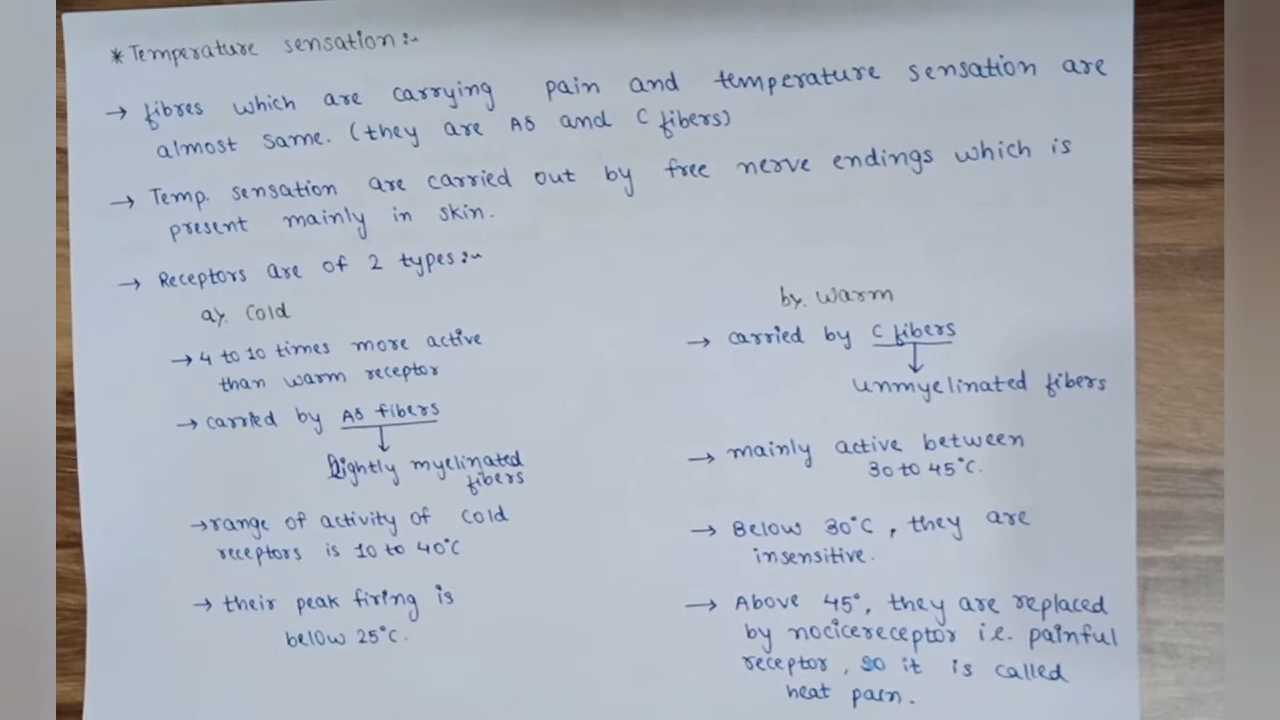 * Temperature sensation:-
→ fibres which are carrying pain and temperature sensation are
almost same. (they are Aδ and C fibers)
→ Temp. sensation are carried out by free nerve endings which is
present mainly in skin.
→ Receptors are of 2 types:-
a). Cold
→ 4 to 10 times more active
than warm receptor
→ carried by Aδ fibers
↓
Lightly myelinated
fibers
→ range of activity of cold
receptors is 10 to 40°C
→ their peak firing is
below 25°C.
b). Warm
→ carried by C fibers
↓
unmyelinated fibers
→ mainly active between
30 to 45°C.
→ Below 30°C, they are
insensitive.
→ Above 45°, they are replaced
by nocicereceptor i.e. painful
receptor, so it is called
heat pain.